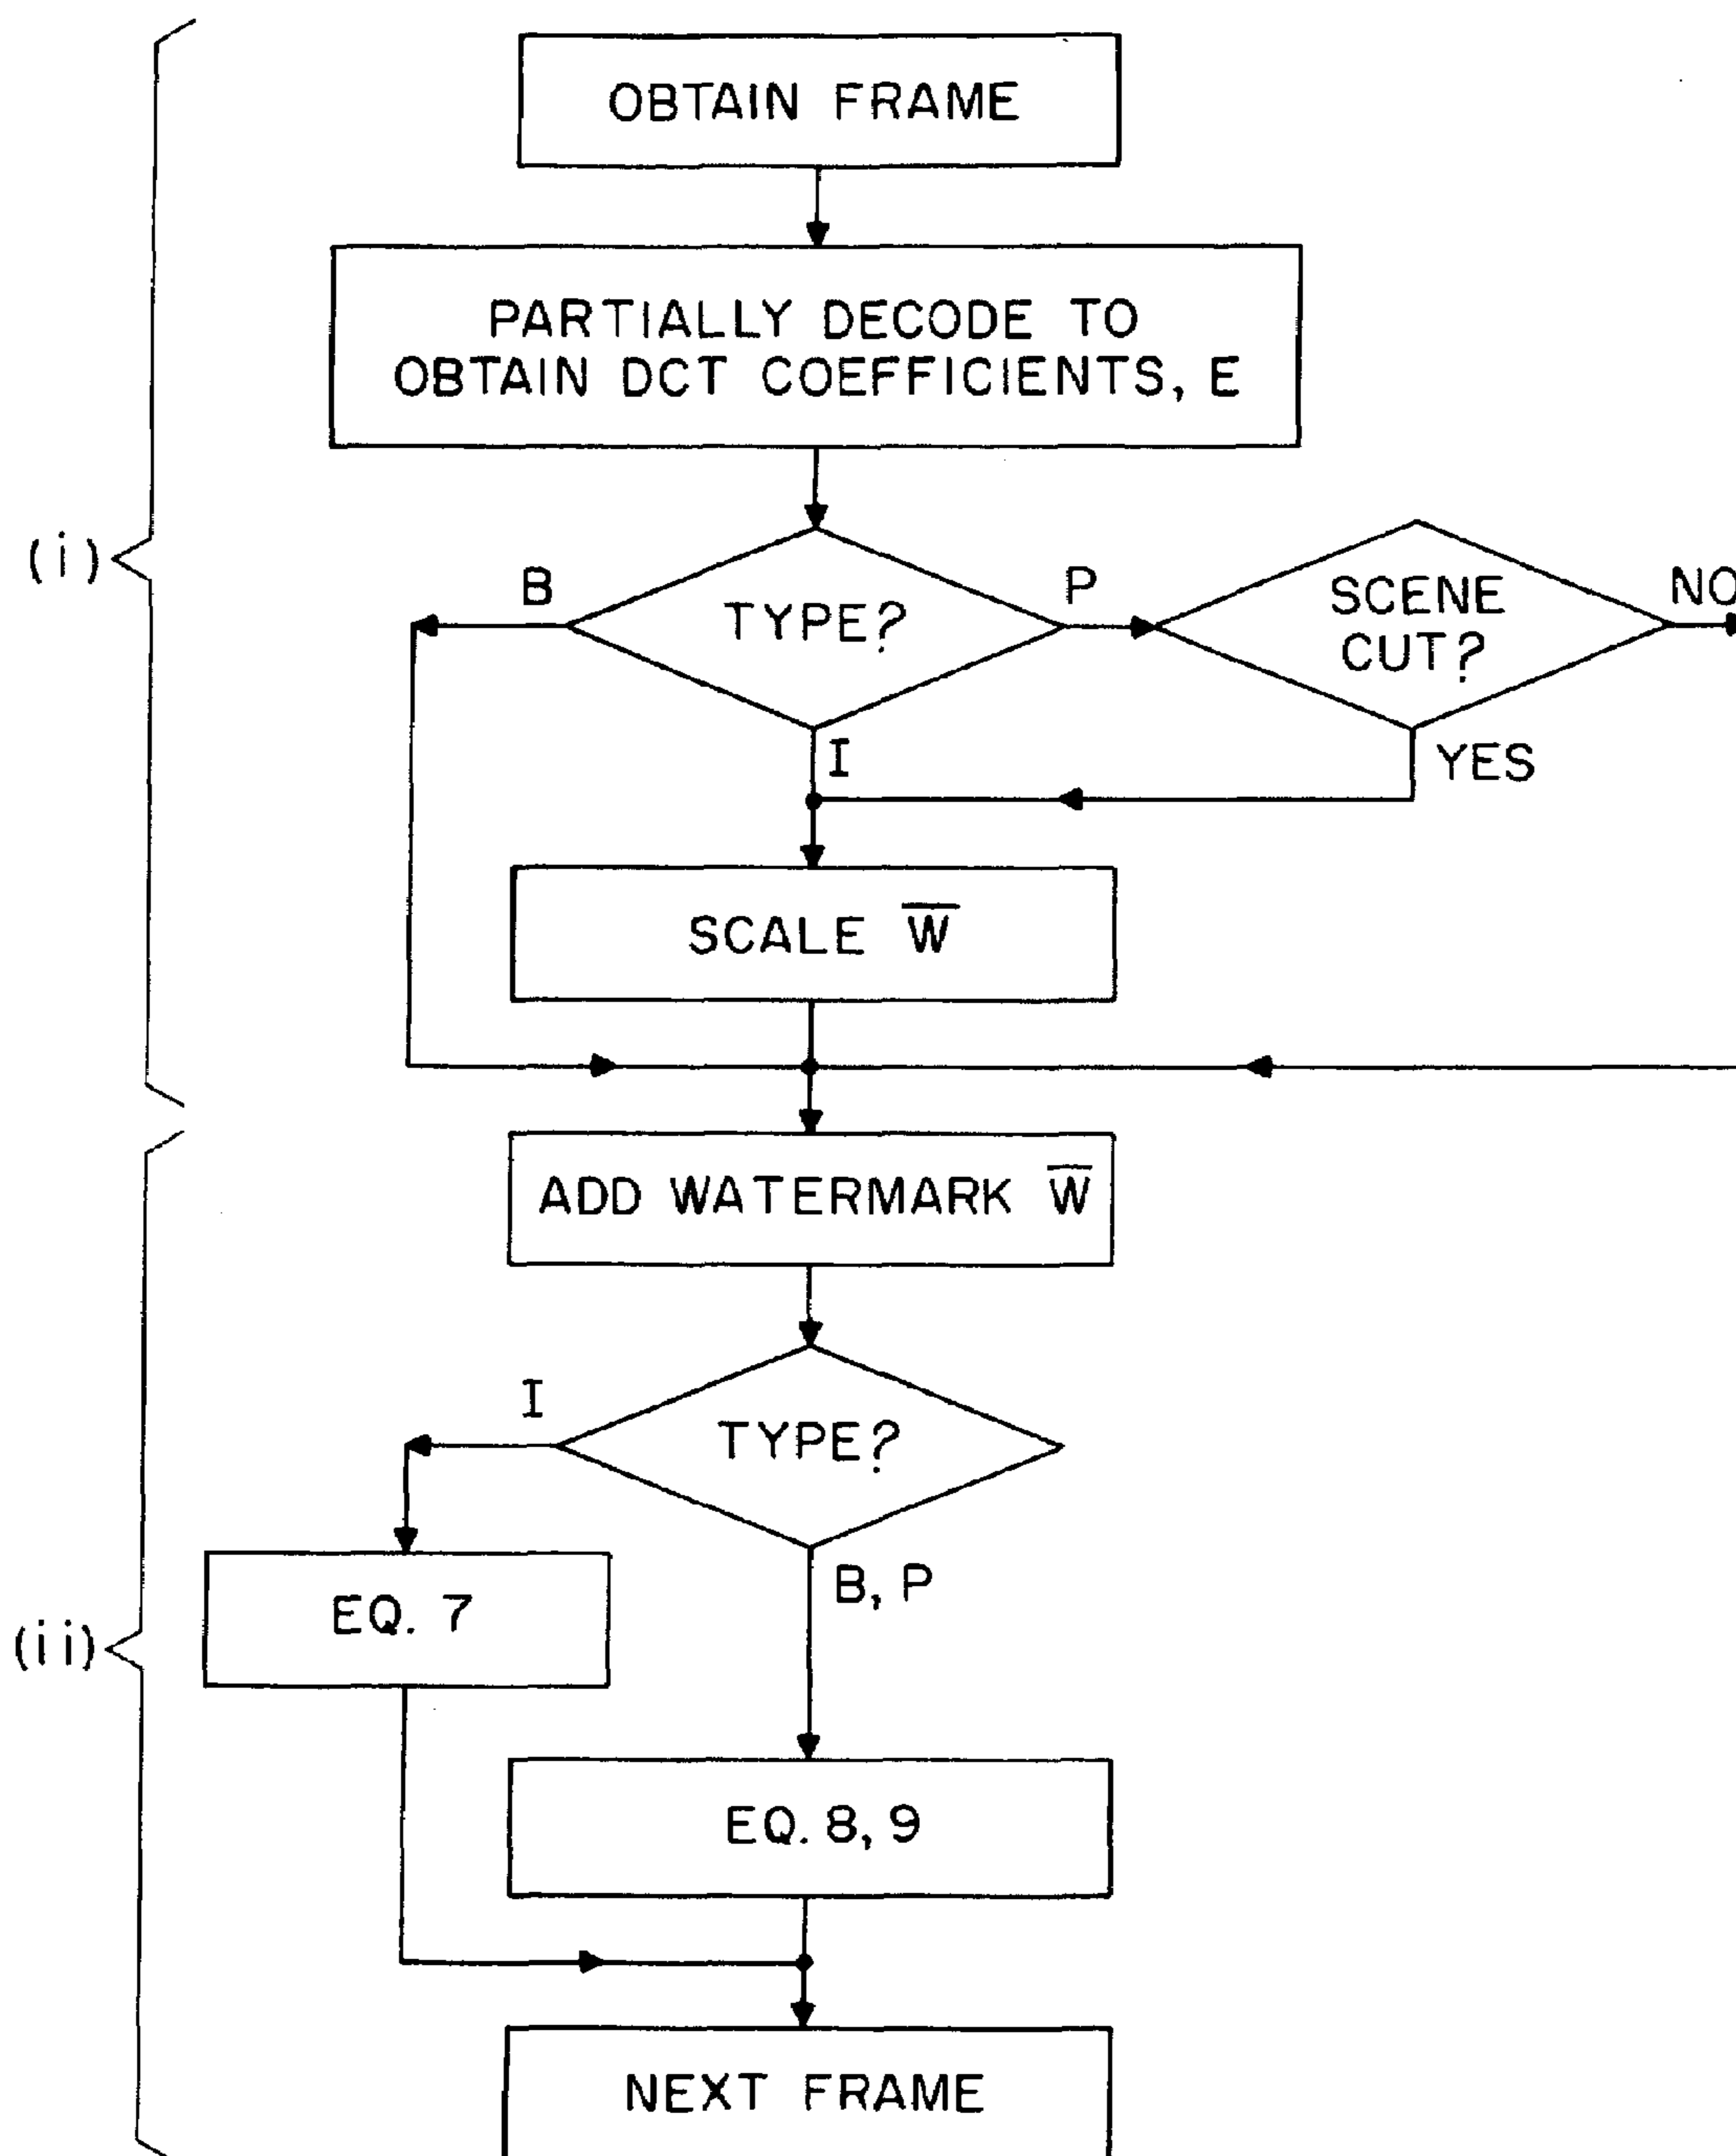 OBTAIN FRAME
PARTIALLY DECODE TO
OBTAIN DCT COEFFICIENTS, E
(i)
B
TYPE?
P
SCENE
CUT?
NO
I
YES
SCALE W̅
ADD WATERMARK W̅
I
TYPE?
B, P
EQ. 7
(ii)
EQ. 8, 9
NEXT FRAME